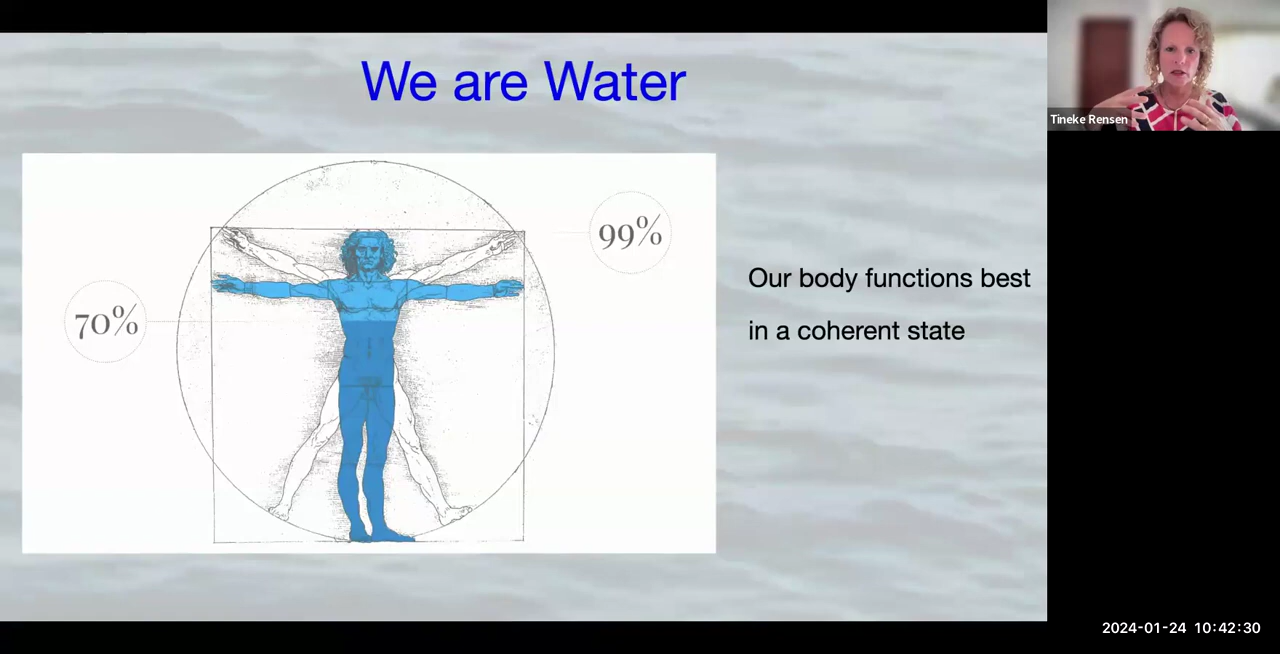 We are Water
99%
70%
Our body functions best
in a coherent state
Tineke Rensen
2024-01-24 10:42:30